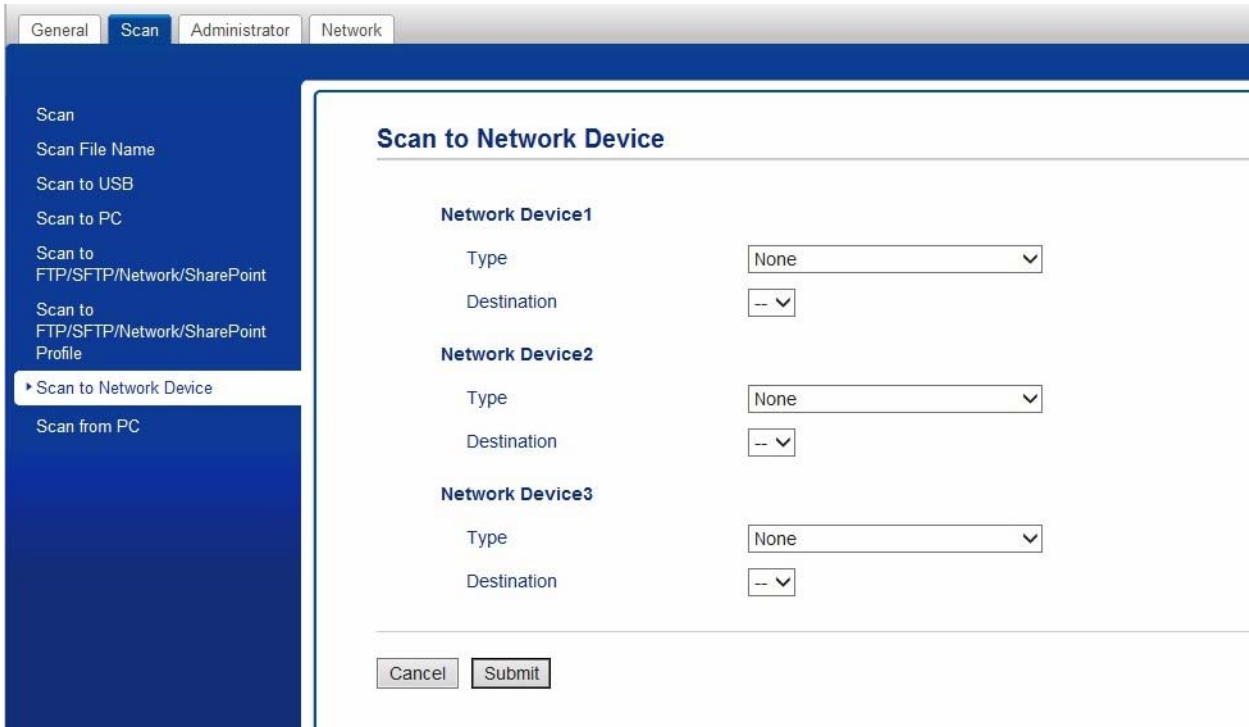 General Scan Administrator Network
Scan
Scan File Name
Scan to USB
Scan to PC
Scan to
FTP/SFTP/Network/SharePoint
Scan to
FTP/SFTP/Network/SharePoint
Profile
Scan to Network Device
Scan from PC
Scan to Network Device
Network Device1
Type None
Destination --
Network Device2
Type None
Destination --
Network Device3
Type None
Destination --
Cancel Submit